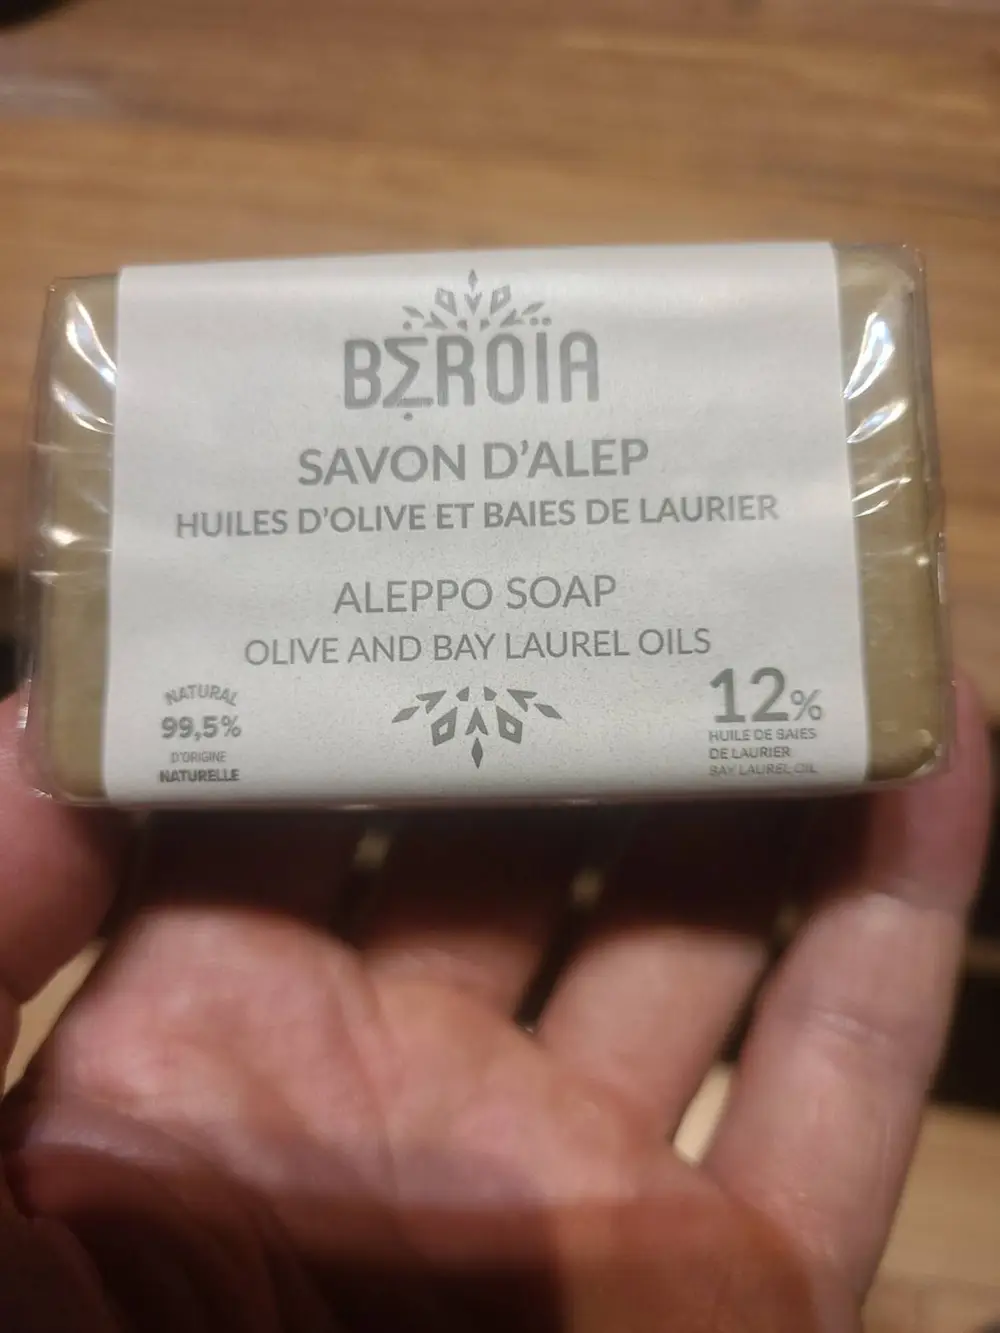 BÉROÏA
SAVON D'ALEP
HUILES D'OLIVE ET BAIES DE LAURIER
ALEPPO SOAP
OLIVE AND BAY LAUREL OILS
NATURAL
99,5%
D'ORIGINE
NATURELLE
12%
HUILE DE BAIES
DE LAURIER
BAY LAUREL OIL